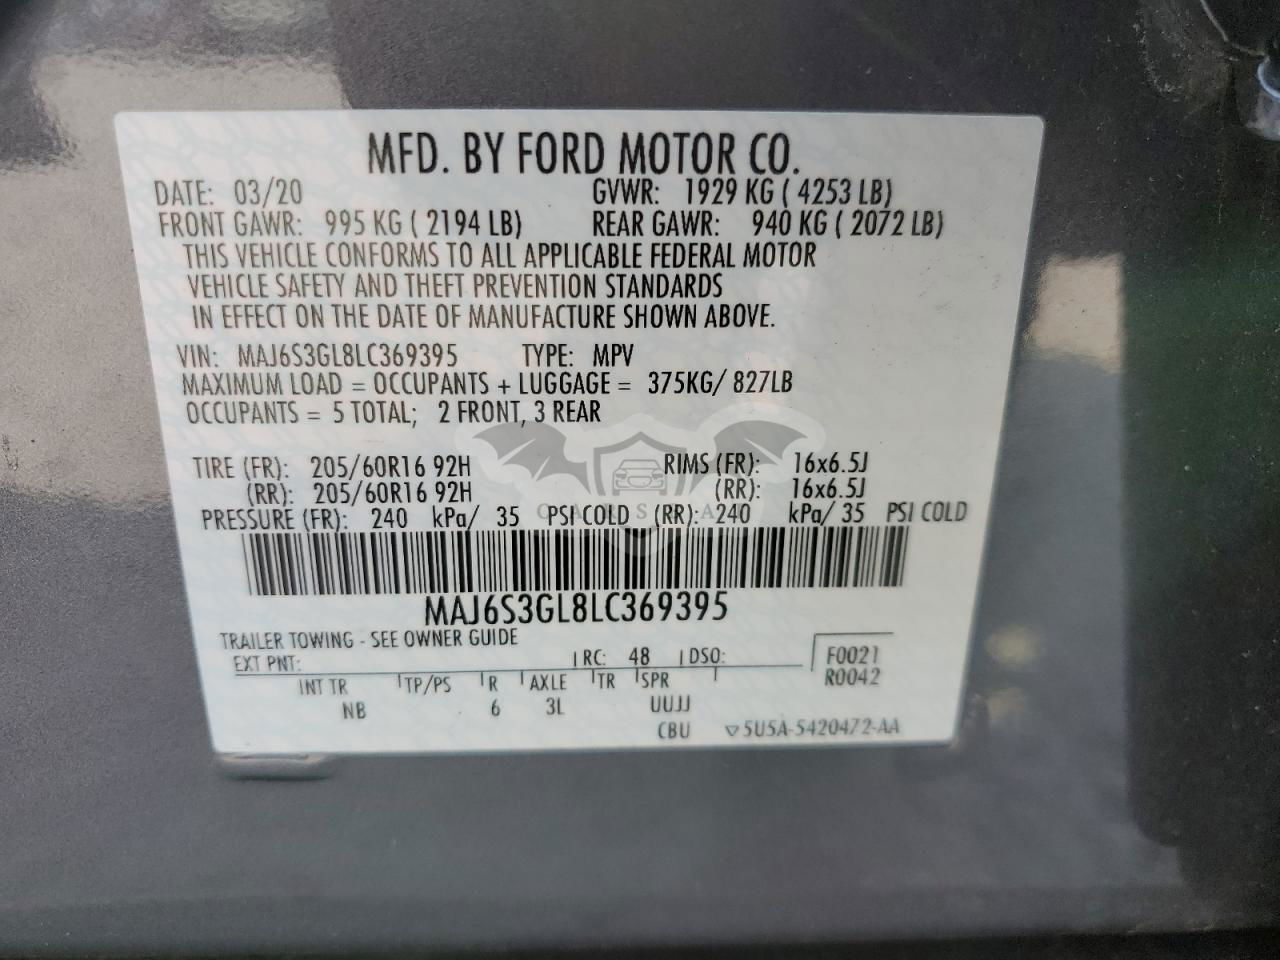 MFD. BY FORD MOTOR CO.
DATE: 03/20 GVWR: 1929 KG ( 4253 LB)
FRONT GAWR: 995 KG ( 2194 LB) REAR GAWR: 940 KG ( 2072 LB)
THIS VEHICLE CONFORMS TO ALL APPLICABLE FEDERAL MOTOR
VEHICLE SAFETY AND THEFT PREVENTION STANDARDS
IN EFFECT ON THE DATE OF MANUFACTURE SHOWN ABOVE.
VIN: MAJ6S3GL8LC369395 TYPE: MPV
MAXIMUM LOAD = OCCUPANTS + LUGGAGE = 375KG/ 827LB
OCCUPANTS = 5 TOTAL; 2 FRONT, 3 REAR
TIRE (FR): 205/60R16 92H RIMS (FR): 16x6.5J
(RR): 205/60R16 92H (RR): 16x6.5J
PRESSURE (FR): 240 kPa/ 35 PSI COLD (RR): 240 kPa/ 35 PSI COLD
MAJ6S3GL8LC369395
TRAILER TOWING - SEE OWNER GUIDE
EXT PNT: RC: 48 DSO: F0021
R0042
INT TR TP/PS R AXLE TR SPR
NB 6 3L UUJJ
CBU 5U5A-5420472-AA